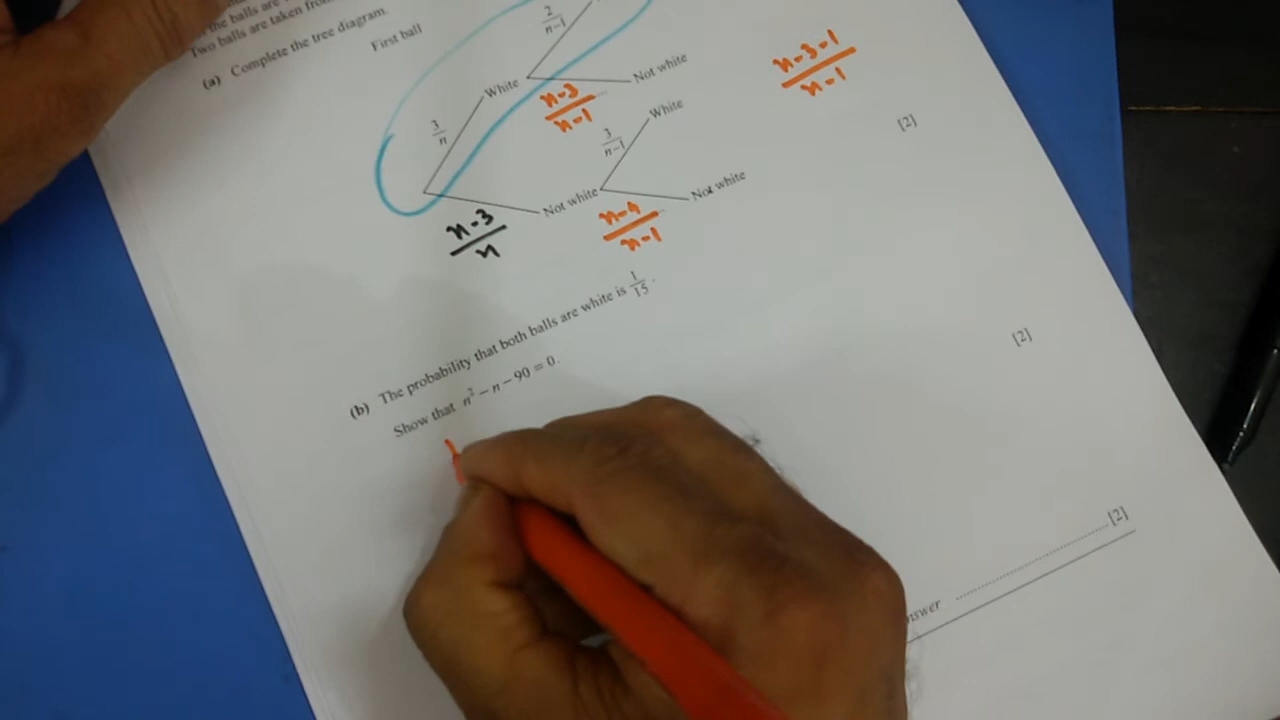 the balls are
Two balls are taken from
(a) Complete the tree diagram.
First ball
2/n–1
White
Not white
3/n
n-3/n-1
n-3-1/n-1
3/n–1
White
[2]
Not white
Not white
n-3/n
n-4/n-1
(b) The probability that both balls are white is 1/15.
Show that n² – n – 90 = 0.
[2]
[2]